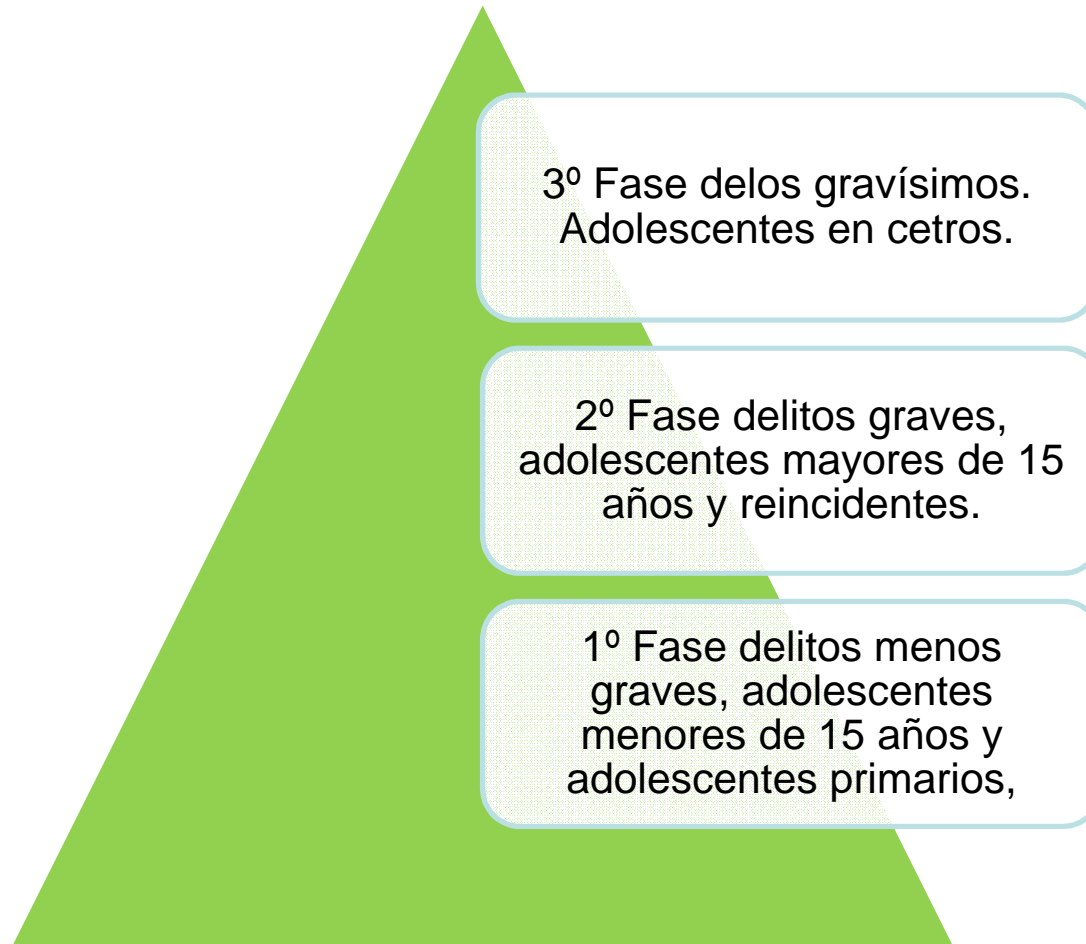 3º Fase delos gravísimos.
Adolescentes en cetros.
2º Fase delitos graves,
adolescentes mayores de 15
años y reincidentes.
1º Fase delitos menos
graves, adolescentes
menores de 15 años y
adolescentes primarios,